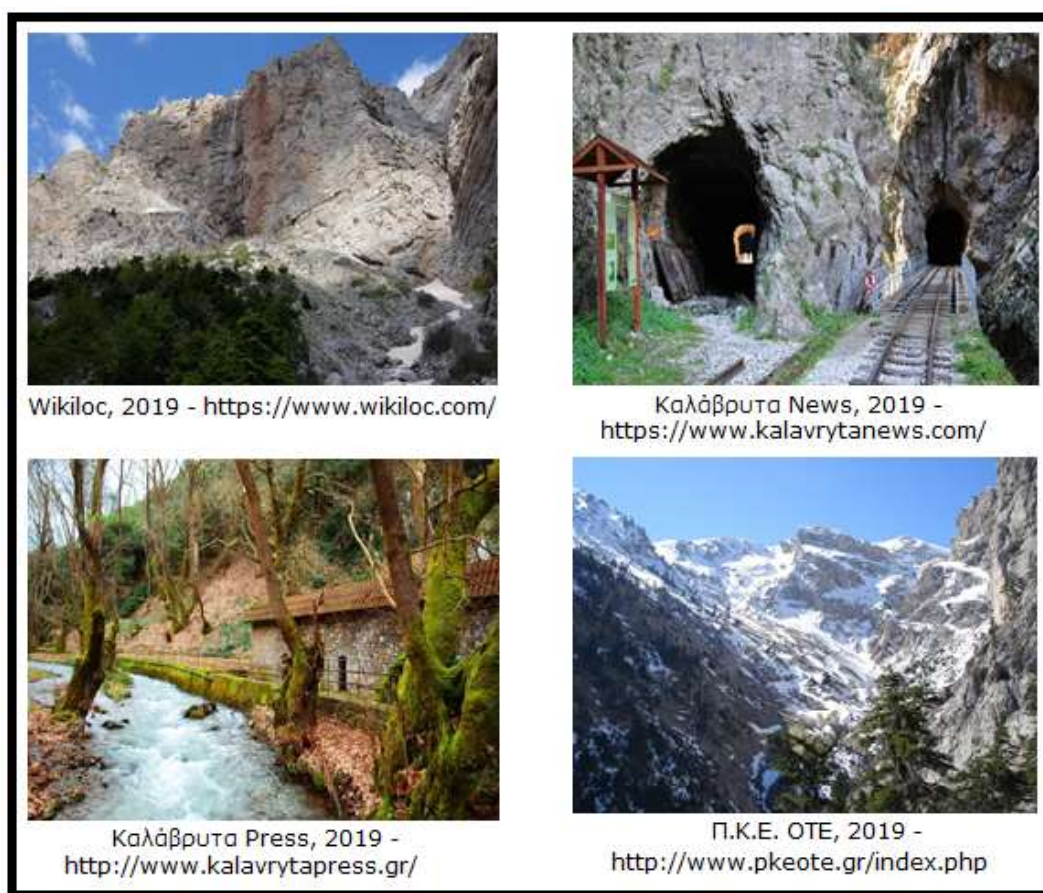 Wikiloc, 2019 - https://www.wikiloc.com/
Καλάβρυτα News, 2019 -
https://www.kalavrytanews.com/
Καλάβρυτα Press, 2019 -
http://www.kalavrytapress.gr/
Π.Κ.Ε. ΟΤΕ, 2019 -
http://www.pkeote.gr/index.php